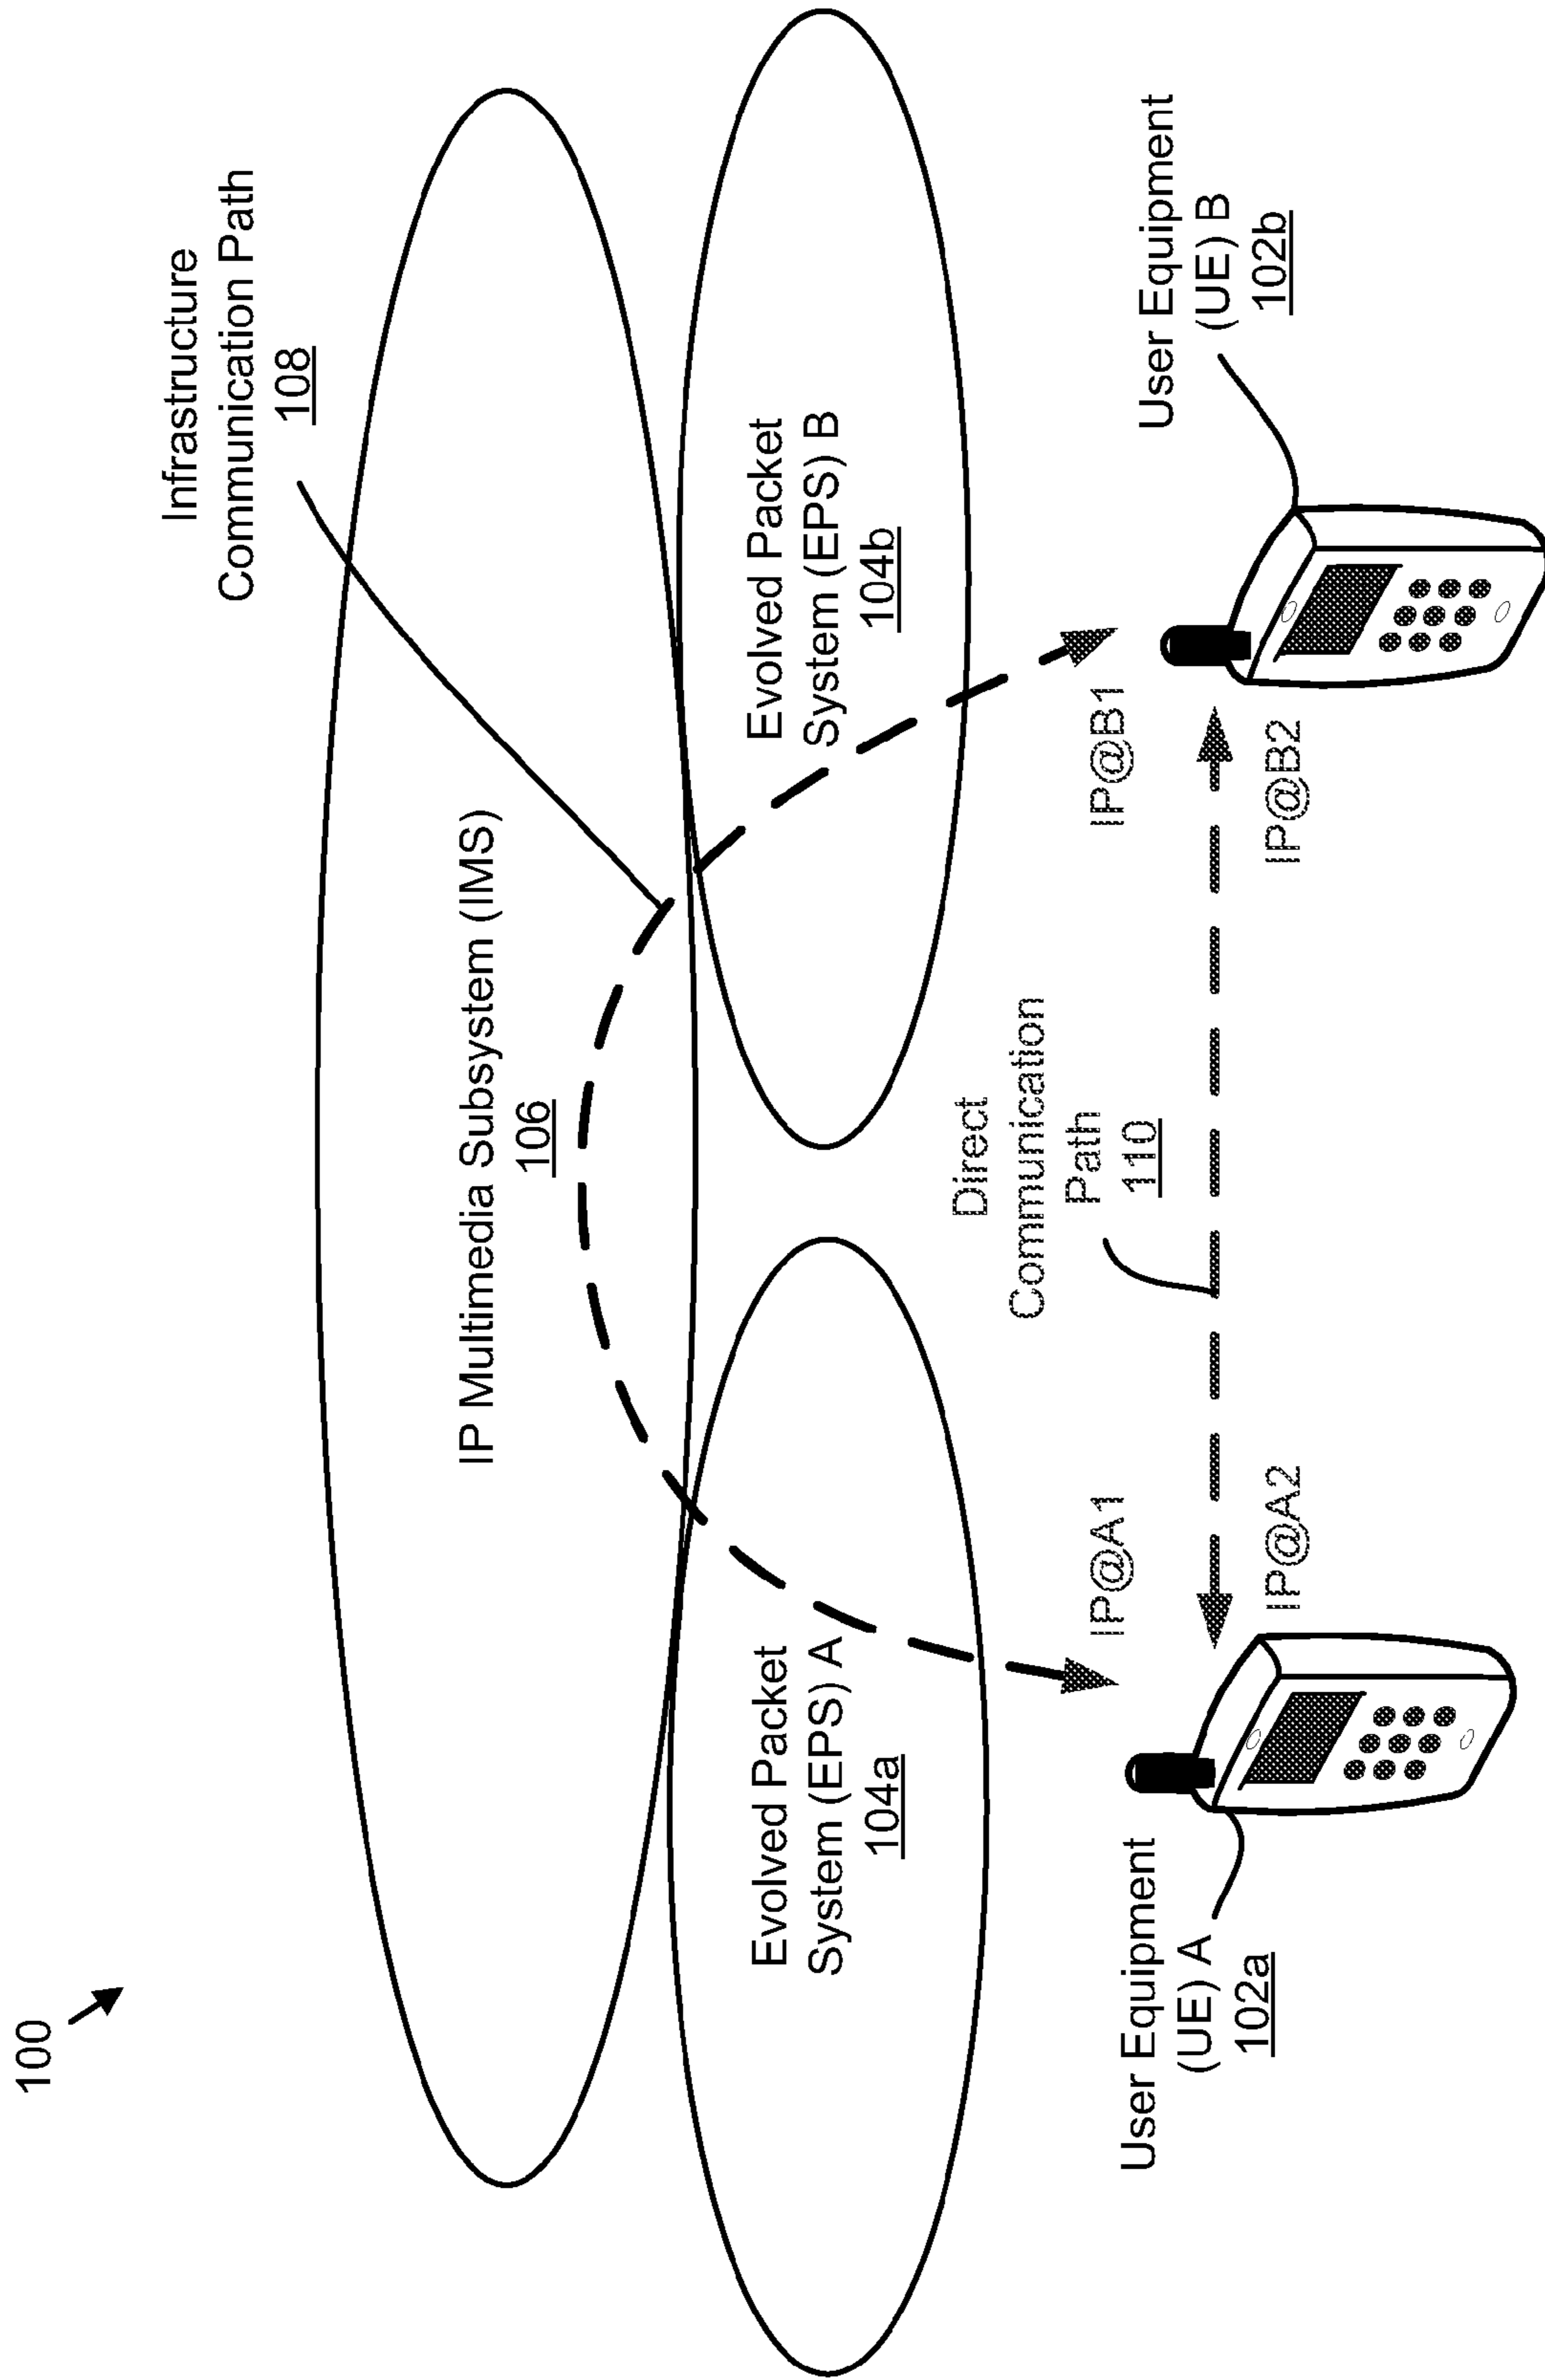 100
Infrastructure
Communication Path
108
IP Multimedia Subsystem (IMS)
106
Evolved Packet
System (EPS) A
104a
Evolved Packet
System (EPS) B
104b
Direct
Communication
Path
110
IP@A1
IP@B1
IP@A2
IP@B2
User Equipment
(UE) A
102a
User Equipment
(UE) B
102b